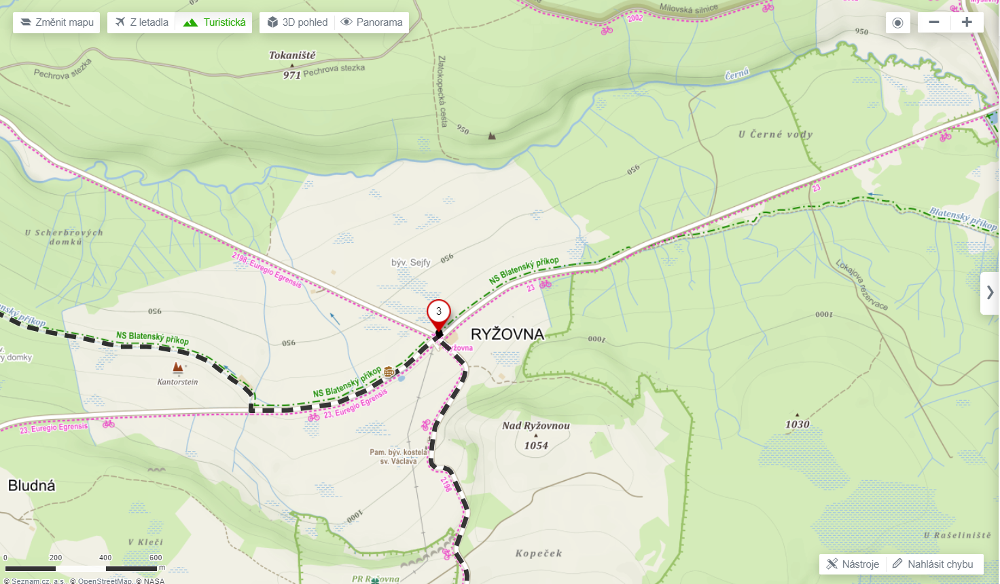 Změnit mapu
Z letadla
Turistická
3D pohled
Panorama
Mílovská silnice
2002
950
Tokaniště
971
Pechrova stezka
Pechrova stezka
Zlatokopecká cesta
950
Černá
U Černé vody
950
23
Blatenský příkop
U Scherbrových
domků
2198, Euregio Egrensis
býv. Sejfy
950
NS Blatenský příkop
23
Lokajova rezervace
950
3
RYŽOVNA
1000
1000
NS Blatenský příkop
950
Kantorstein
NS Blatenský příkop
23, Euregio Egrensis
23, Euregio Egrensis
Nad Ryžovnou
1054
1030
Pam. býv. kostela
sv. Václava
2198
Bludná
1000
V Kleči
Kopeček
U Rašeliniště
0 200 400 600 m
PR Ryžovna
Nástroje
Nahlásit chybu
© Seznam.cz, a.s., © OpenStreetMap, © NASA